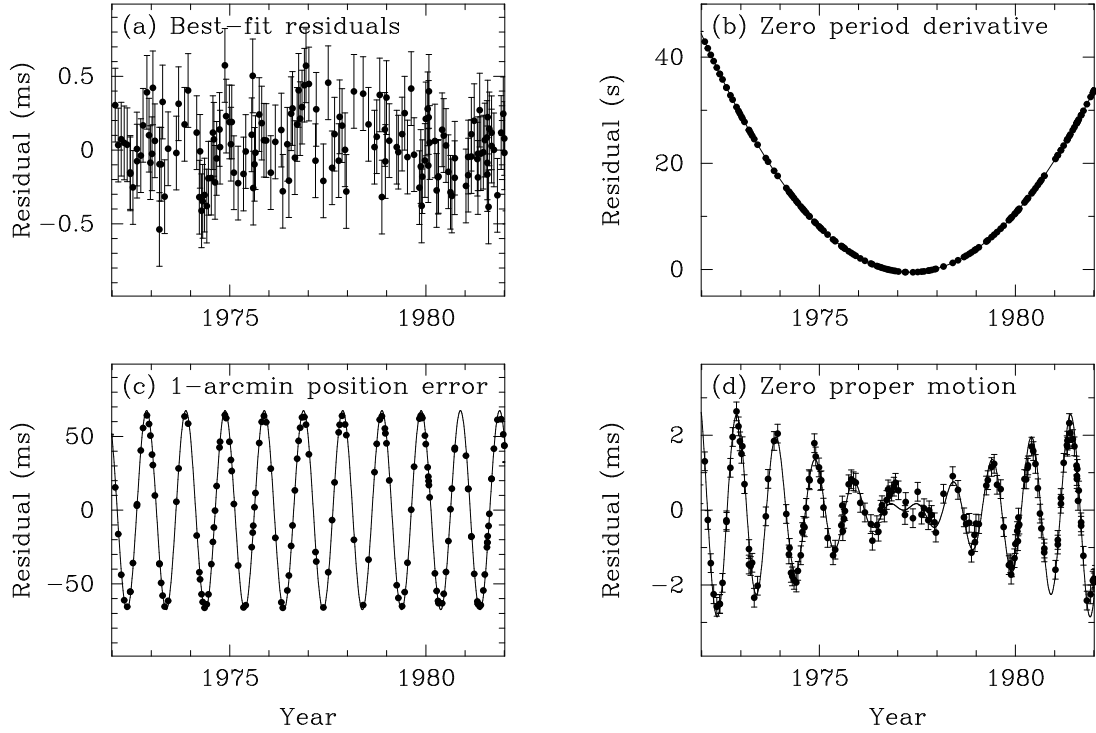 (a) Best-fit residuals
Residual (ms)
0.5
0
−0.5
1975
1980
(b) Zero period derivative
Residual (s)
40
20
0
1975
1980
(c) 1-arcmin position error
Residual (ms)
50
0
−50
1975
1980
Year
(d) Zero proper motion
Residual (ms)
2
0
−2
1975
1980
Year